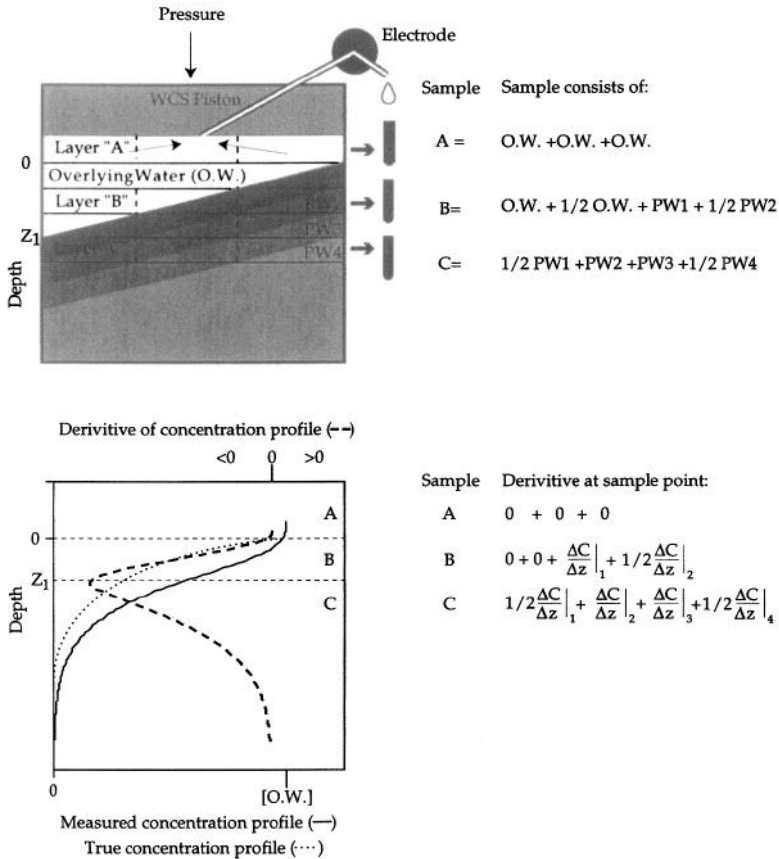 Pressure
Electrode
WCS Piston
Sample Sample consists of:
Layer "A"
A = O.W. +O.W. +O.W.
0
OverlyingWater (O.W.)
Layer "B"
PW2
B= O.W. + 1/2 O.W. + PW1 + 1/2 PW2
Z1
PW3
PW4
C= 1/2 PW1 +PW2 +PW3 +1/2 PW4
Depth
Derivitive of concentration profile (--)
<0 0 >0
Sample Derivitive at sample point:
A
A 0 + 0 + 0
0
B
B 0 + 0 + ΔC/Δz|1 + 1/2 ΔC/Δz|2
Z1
C
C 1/2 ΔC/Δz|1 + ΔC/Δz|2 + ΔC/Δz|3 +1/2 ΔC/Δz|4
Depth
0 [O.W.]
Measured concentration profile (—)
True concentration profile (····)